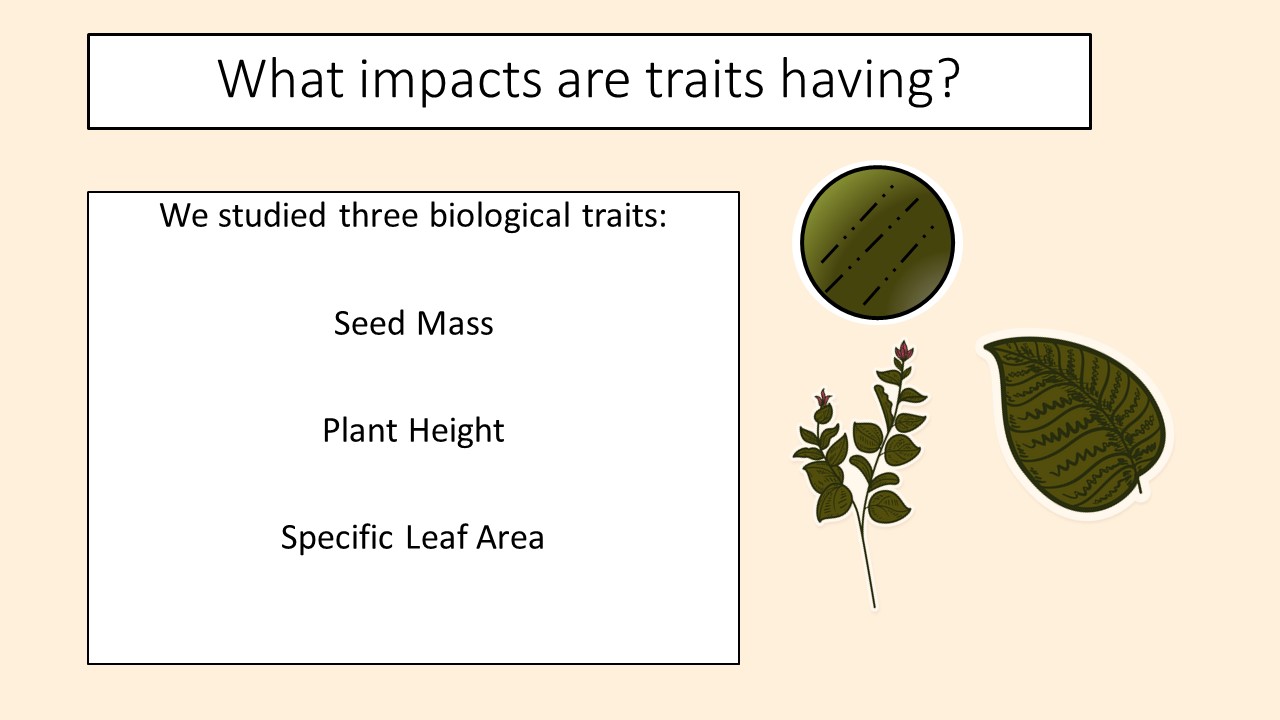 What impacts are traits having?
We studied three biological traits:
Seed Mass
Plant Height
Specific Leaf Area